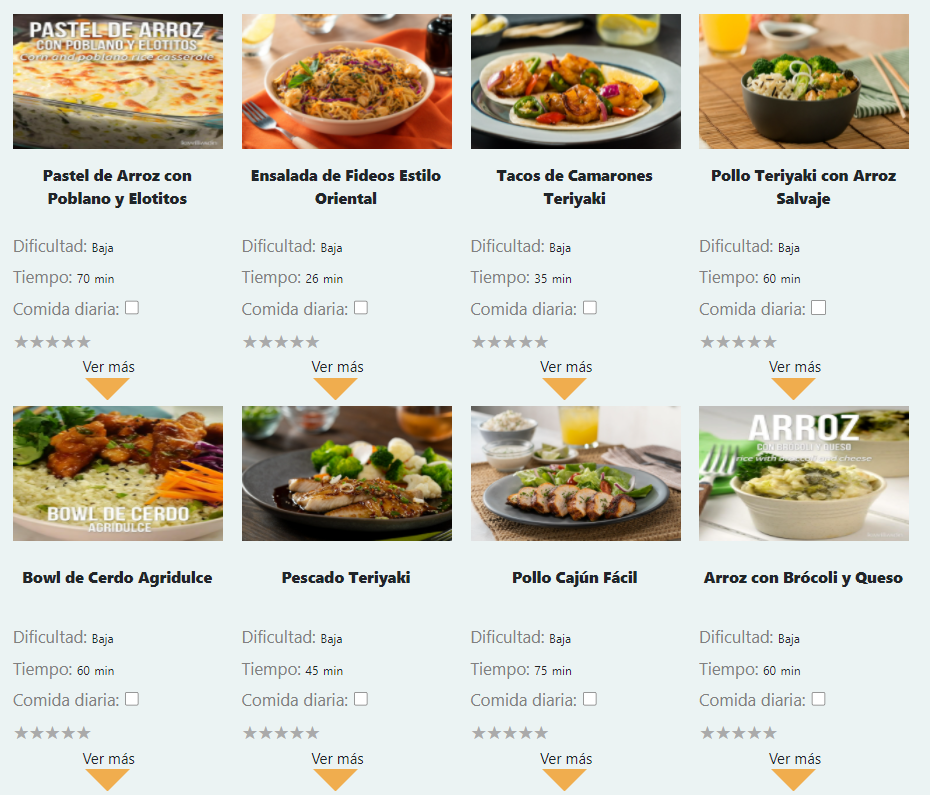 PASTEL DE ARROZ
CON POBLANO Y ELOTITOS
Corn and poblano rice casserole
Pastel de Arroz con
Poblano y Elotitos
Dificultad: Baja
Tiempo: 70 min
Comida diaria:
Ver más
Ensalada de Fideos Estilo
Oriental
Dificultad: Baja
Tiempo: 26 min
Comida diaria:
Ver más
Tacos de Camarones
Teriyaki
Dificultad: Baja
Tiempo: 35 min
Comida diaria:
Ver más
Pollo Teriyaki con Arroz
Salvaje
Dificultad: Baja
Tiempo: 60 min
Comida diaria:
Ver más
BOWL DE CERDO
AGRIDULCE
Bowl de Cerdo Agridulce
Dificultad: Baja
Tiempo: 60 min
Comida diaria:
Ver más
Pescado Teriyaki
Dificultad: Baja
Tiempo: 45 min
Comida diaria:
Ver más
Pollo Cajún Fácil
Dificultad: Baja
Tiempo: 75 min
Comida diaria:
Ver más
ARROZ
CON BRÓCOLI Y QUESO
rice with broccoli and cheese
Arroz con Brócoli y Queso
Dificultad: Baja
Tiempo: 60 min
Comida diaria:
Ver más